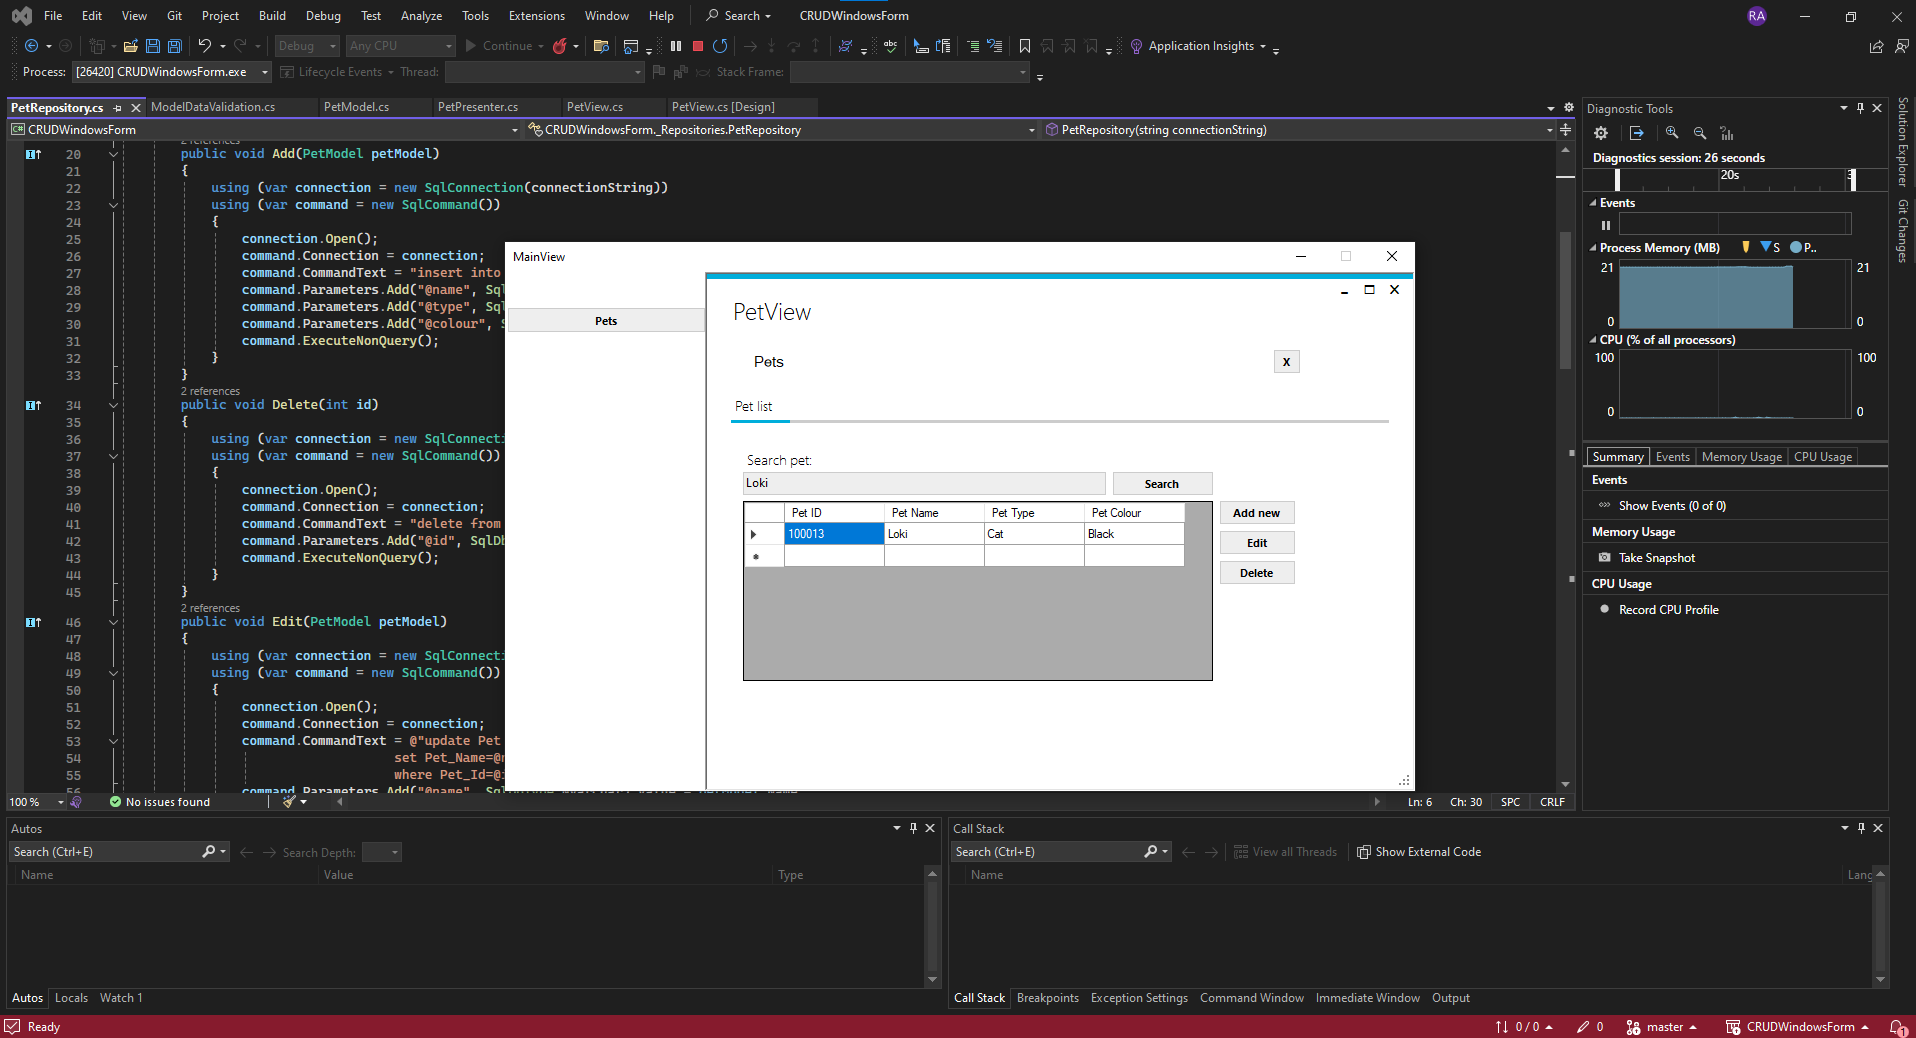 File Edit View Git Project Build Debug Test Analyze Tools Extensions Window Help Search CRUDWindowsForm RA
Debug Any CPU Continue abc Application Insights
Process: [26420] CRUDWindowsForm.exe Lifecycle Events Thread: Stack Frame:
PetRepository.cs ModelDataValidation.cs PetModel.cs PetPresenter.cs PetView.cs PetView.cs [Design]
C# CRUDWindowsForm CRUDWindowsForm._Repositories.PetRepository PetRepository(string connectionString)
2 references
20 public void Add(PetModel petModel)
21 {
22 using (var connection = new SqlConnection(connectionString))
23 using (var command = new SqlCommand())
24 {
25 connection.Open();
26 command.Connection = connection;
27 command.CommandText = "insert into
28 command.Parameters.Add("@name", Sql
29 command.Parameters.Add("@type", Sql
30 command.Parameters.Add("@colour",
31 command.ExecuteNonQuery();
32 }
33 }
2 references
34 public void Delete(int id)
35 {
36 using (var connection = new SqlConnecti
37 using (var command = new SqlCommand())
38 {
39 connection.Open();
40 command.Connection = connection;
41 command.CommandText = "delete from
42 command.Parameters.Add("@id", SqlDb
43 command.ExecuteNonQuery();
44 }
45 }
2 references
46 public void Edit(PetModel petModel)
47 {
48 using (var connection = new SqlConnecti
49 using (var command = new SqlCommand())
50 {
51 connection.Open();
52 command.Connection = connection;
53 command.CommandText = @"update Pet
54 set Pet_Name=@
55 where Pet_Id=@
56 command.Parameters.Add("@name",
100 % No issues found Ln: 6 Ch: 30 SPC CRLF
MainView
Pets
PetView
Pets
X
Pet list
Search pet:
Loki Search
Pet ID Pet Name Pet Type Pet Colour
100013 Loki Cat Black
Add new
Edit
Delete
Diagnostic Tools
Diagnostics session: 26 seconds
20s
Events
Process Memory (MB) S P..
21 21
0 0
CPU (% of all processors)
100 100
0 0
Summary Events Memory Usage CPU Usage
Events
Show Events (0 of 0)
Memory Usage
Take Snapshot
CPU Usage
Record CPU Profile
Solution Explorer
Git Changes
Autos
Search (Ctrl+E) Search Depth:
Name Value Type
Autos Locals Watch 1
Call Stack
Search (Ctrl+E) View all Threads Show External Code
Name Lang
Call Stack Breakpoints Exception Settings Command Window Immediate Window Output
Ready 0 / 0 0 master CRUDWindowsForm 1